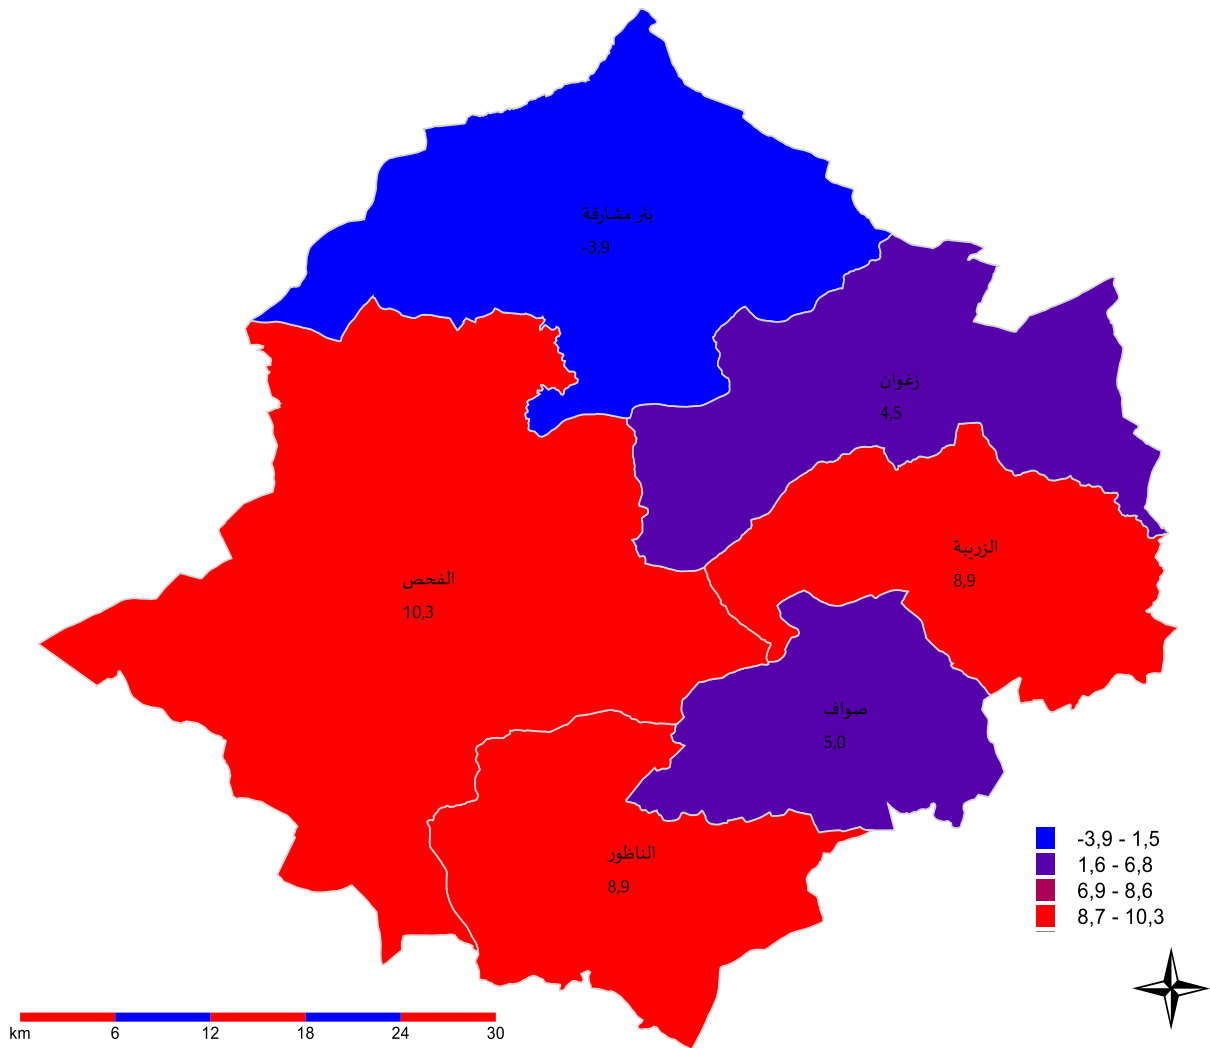 بئر مشارقة
-3,9
زغوان
4,5
الزريبة
8,9
الفحص
10,3
صواف
5,0
الناظور
8,9
-3,9 - 1,5
1,6 - 6,8
6,9 - 8,6
8,7 - 10,3
km 6 12 18 24 30